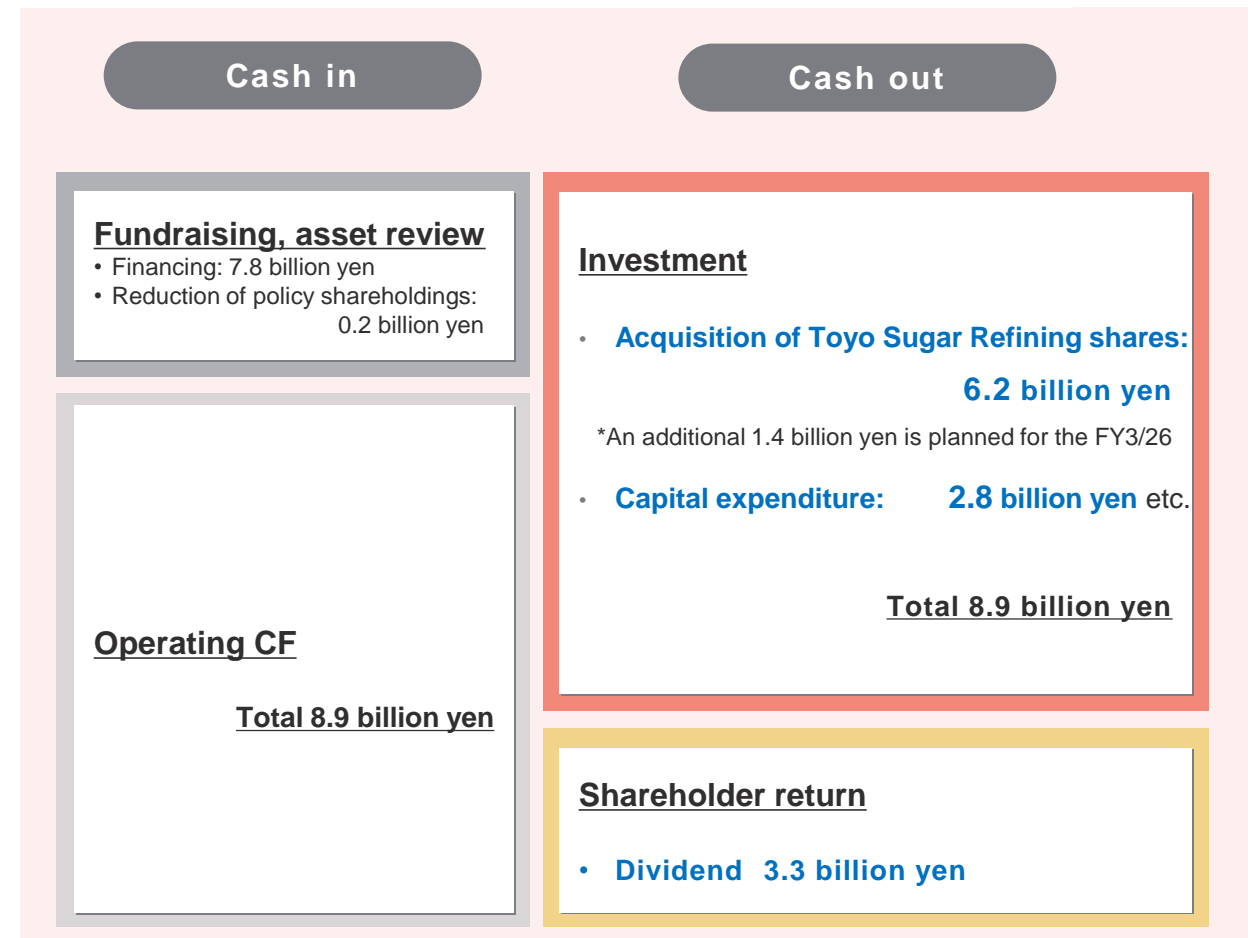 Cash in
Cash out
Fundraising, asset review
• Financing: 7.8 billion yen
• Reduction of policy shareholdings:
0.2 billion yen
Operating CF
Total 8.9 billion yen
Investment
• Acquisition of Toyo Sugar Refining shares:
6.2 billion yen
*An additional 1.4 billion yen is planned for the FY3/26
• Capital expenditure: 2.8 billion yen etc.
Total 8.9 billion yen
Shareholder return
• Dividend 3.3 billion yen